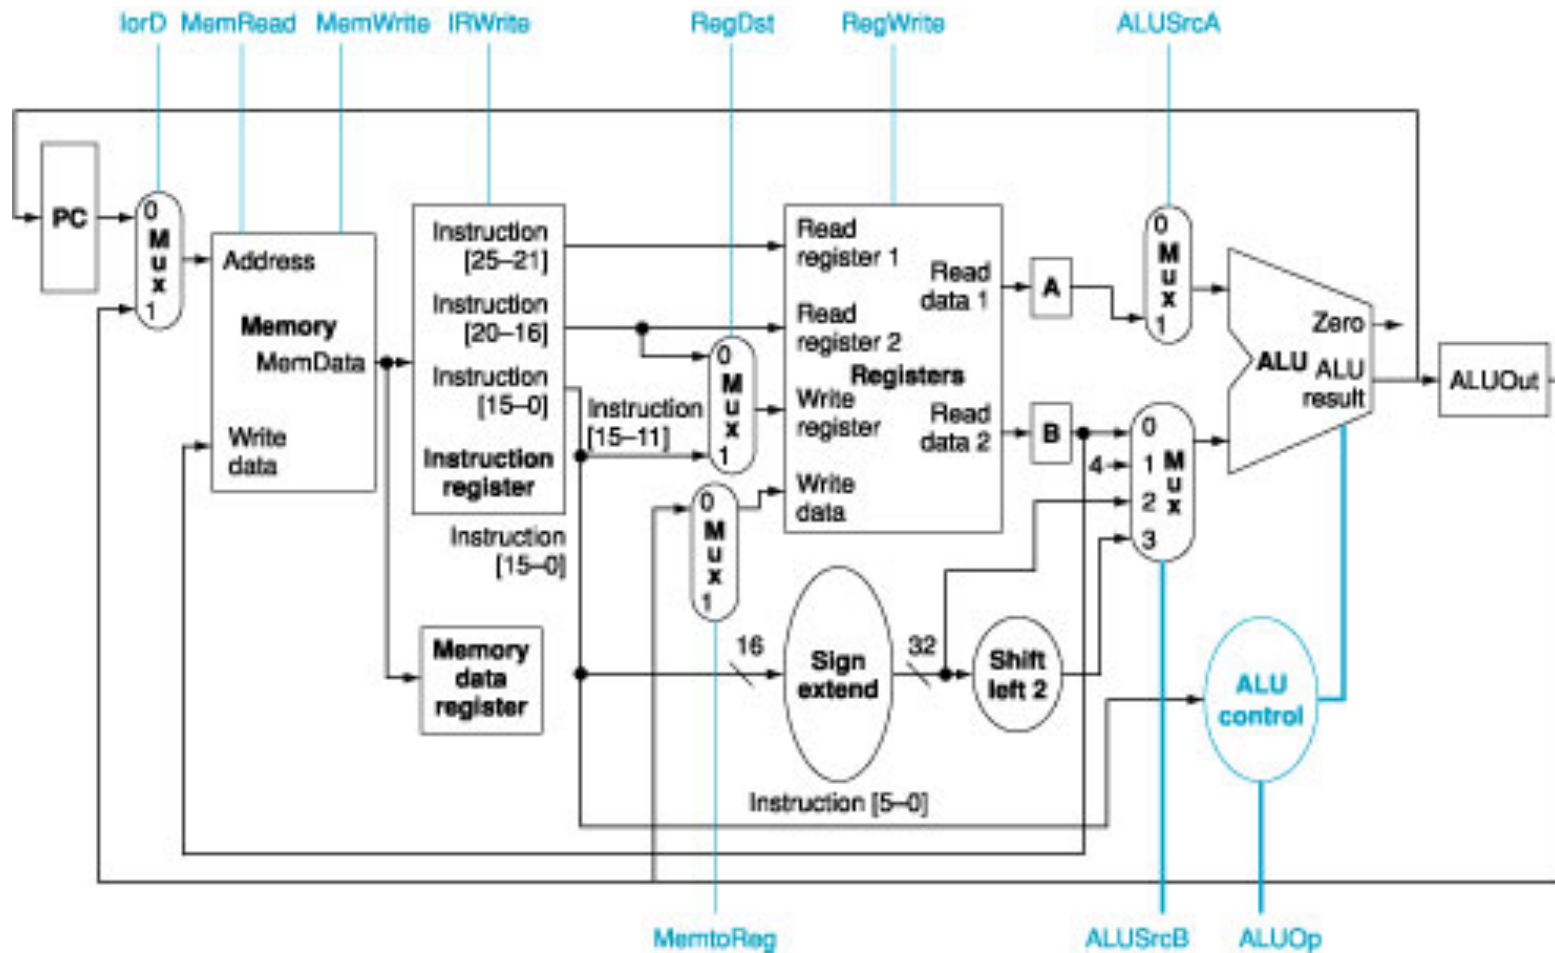 IorD MemRead MemWrite IRWrite RegDst RegWrite ALUSrcA
PC
0
M
u
x
1
Address
Memory
MemData
Write
data
Instruction
[25–21]
Instruction
[20–16]
Instruction
[15–0]
Instruction
register
Instruction
[15–0]
Memory
data
register
Instruction
[15–11]
0
M
u
x
1
0
M
u
x
1
Read
register 1
Read
register 2
Registers
Write
register
Write
data
Read
data 1
Read
data 2
16
Sign
extend
32
Shift
left 2
Instruction [5–0]
A
B
4
0
M
u
x
1
0
1
2
3
M
u
x
Zero
ALU
ALU
result
ALUOut
ALU
control
MemtoReg ALUSrcB ALUOp